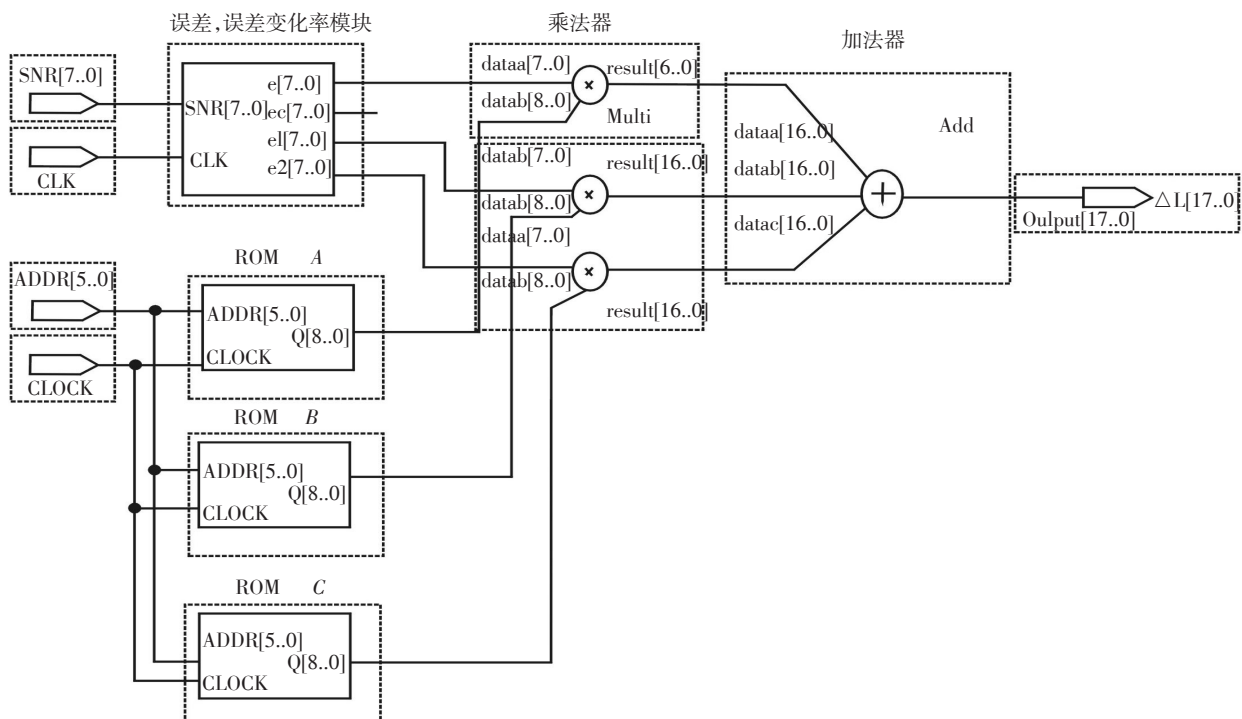 误差,误差变化率模块
乘法器
加法器
SNR[7..0]
CLK
SNR[7..0]
CLK
e[7..0]
ec[7..0]
el[7..0]
e2[7..0]
dataa[7..0]
datab[8..0]
result[6..0]
Multi
datab[7..0]
result[16..0]
datab[8..0]
dataa[7..0]
datab[8..0]
result[16..0]
dataa[16..0]
Add
datab[16..0]
datac[16..0]
△L[17..0]
Oulput[17..0]
ADDR[5..0]
CLOCK
ROM A
ADDR[5..0]
Q[8..0]
CLOCK
ROM B
ADDR[5..0]
Q[8..0]
CLOCK
ROM C
ADDR[5..0]
Q[8..0]
CLOCK